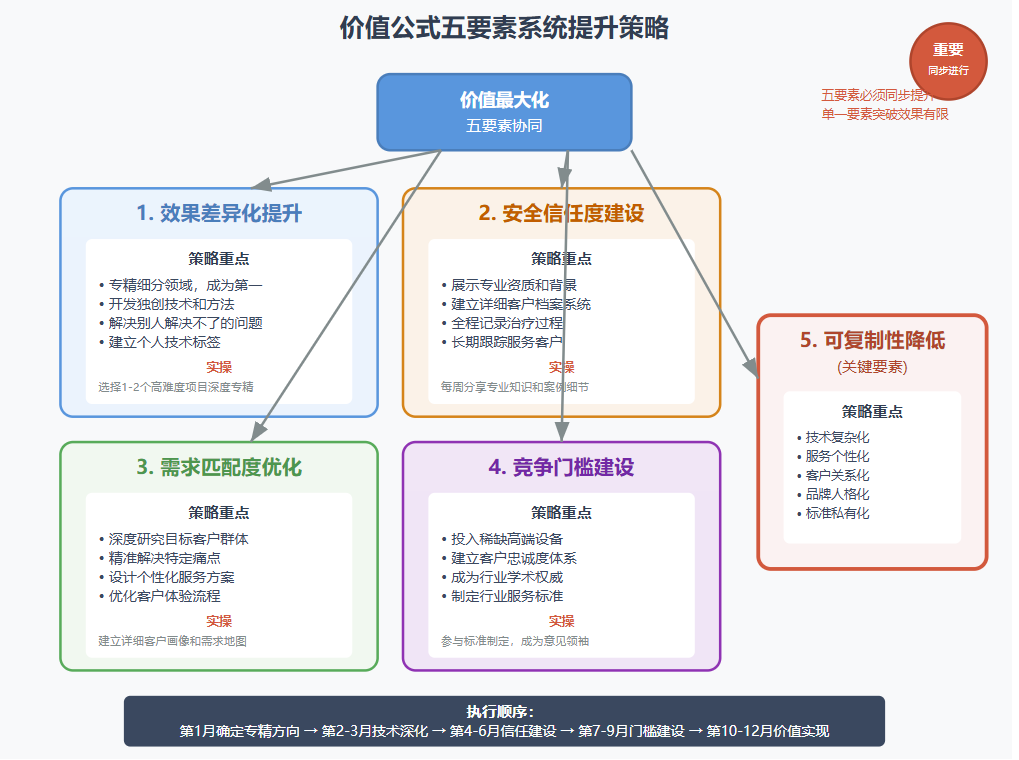 价值公式五要素系统提升策略
重要
同步进行
五要素必须同步提升
单一要素突破效果有限
价值最大化
五要素协同
1. 效果差异化提升
策略重点
• 专精细分领域，成为第一
• 开发独创技术和方法
• 解决别人解决不了的问题
• 建立个人技术标签
实操
选择1-2个高难度项目深度专精
2. 安全信任度建设
策略重点
• 展示专业资质和背景
• 建立详细客户档案系统
• 全程记录治疗过程
• 长期跟踪服务客户
实操
每周分享专业知识和案例细节
3. 需求匹配度优化
策略重点
• 深度研究目标客户群体
• 精准解决特定痛点
• 设计个性化服务方案
• 优化客户体验流程
实操
建立详细客户画像和需求地图
4. 竞争门槛建设
策略重点
• 投入稀缺高端设备
• 建立客户忠诚度体系
• 成为行业学术权威
• 制定行业服务标准
实操
参与标准制定，成为意见领袖
5. 可复制性降低
(关键要素)
策略重点
• 技术复杂化
• 服务个性化
• 客户关系化
• 品牌人格化
• 标准私有化
执行顺序：
第1月确定专精方向 → 第2-3月技术深化 → 第4-6月信任建设 → 第7-9月门槛建设 → 第10-12月价值实现